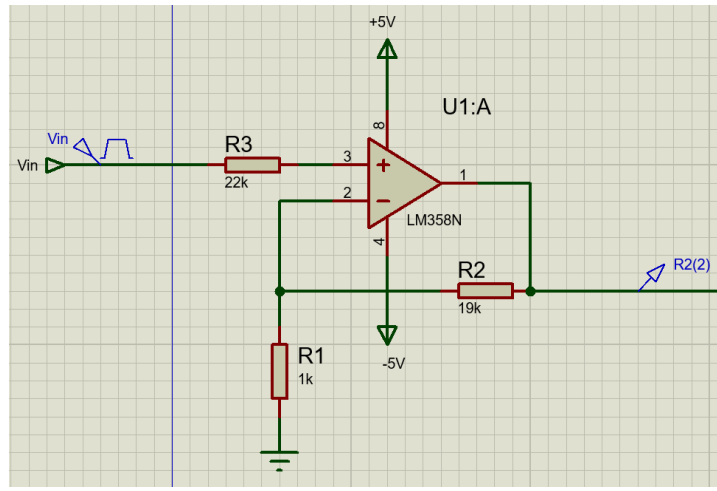 +5V
U1:A
8
Vin
R3
3
Vin
22k
+
1
2
LM358N
4
R2
R2(2)
19k
R1
1k
-5V